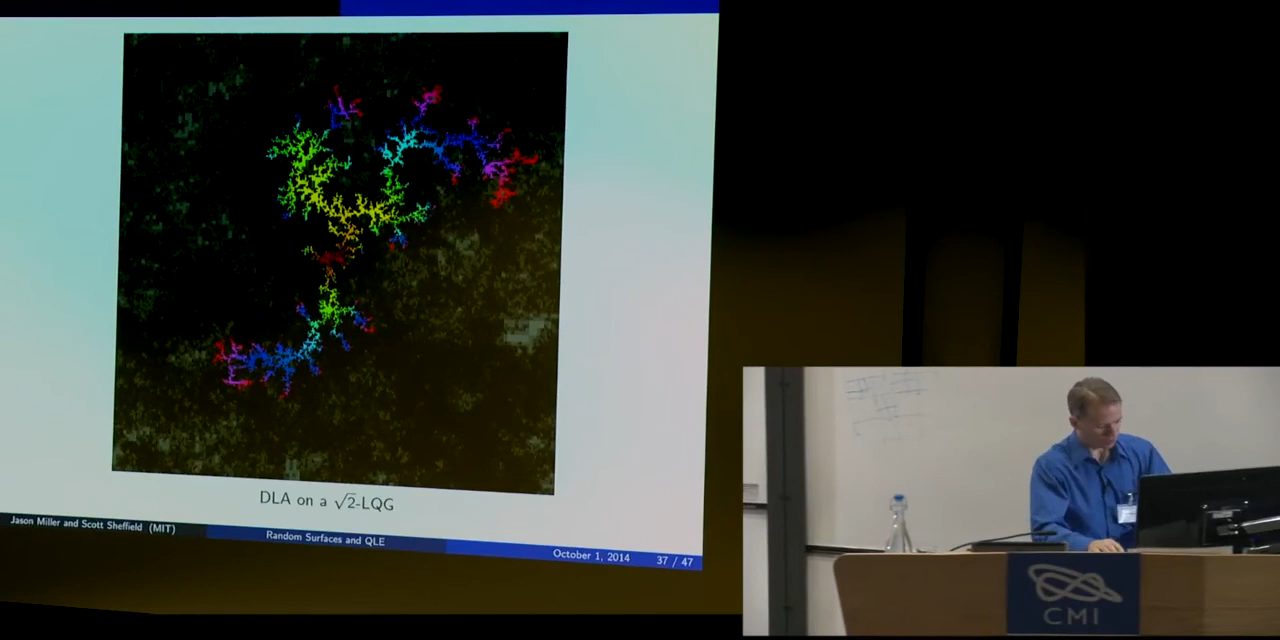 DLA on a √2-LQG
Jason Miller and Scott Sheffield (MIT)
Random Surfaces and QLE
October 1, 2014
37 / 47
CMI